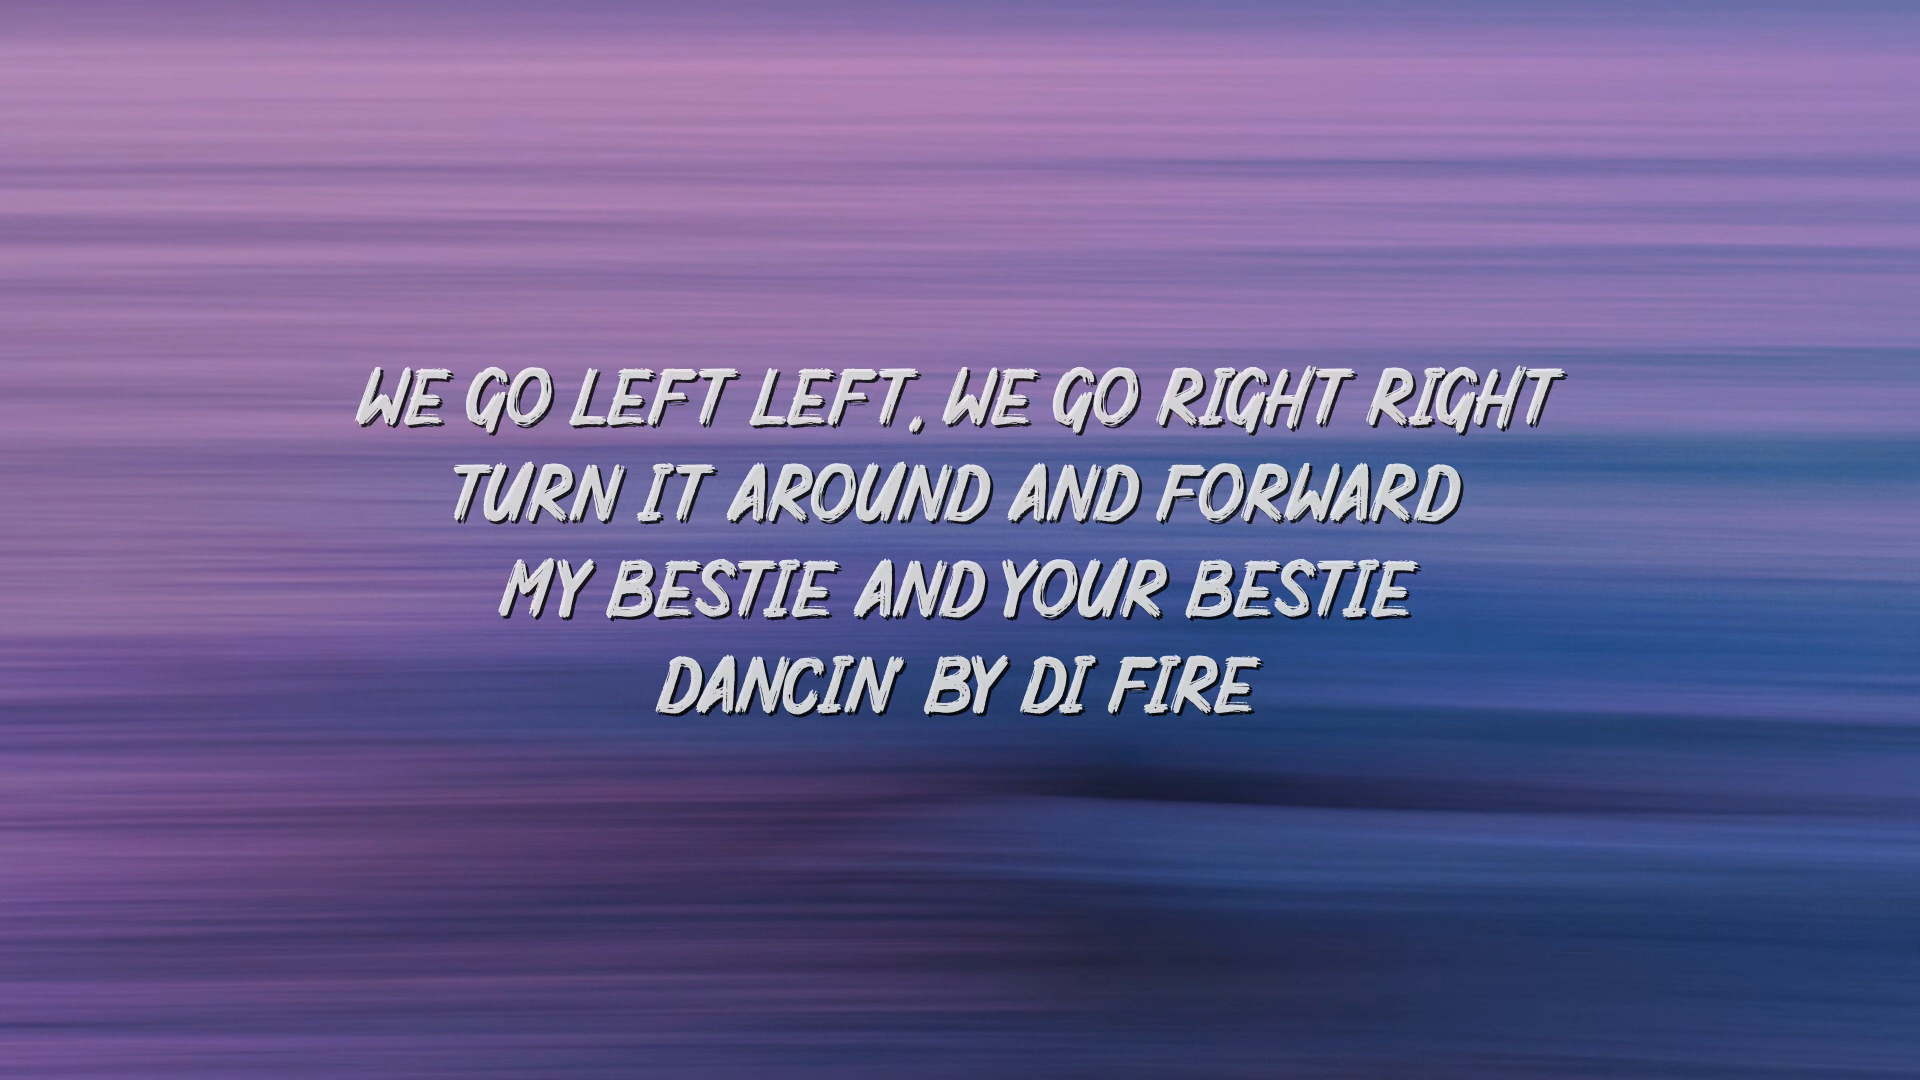 WE GO LEFT LEFT, WE GO RIGHT RIGHT
TURN IT AROUND AND FORWARD
MY BESTIE AND YOUR BESTIE
DANCIN' BY DI FIRE